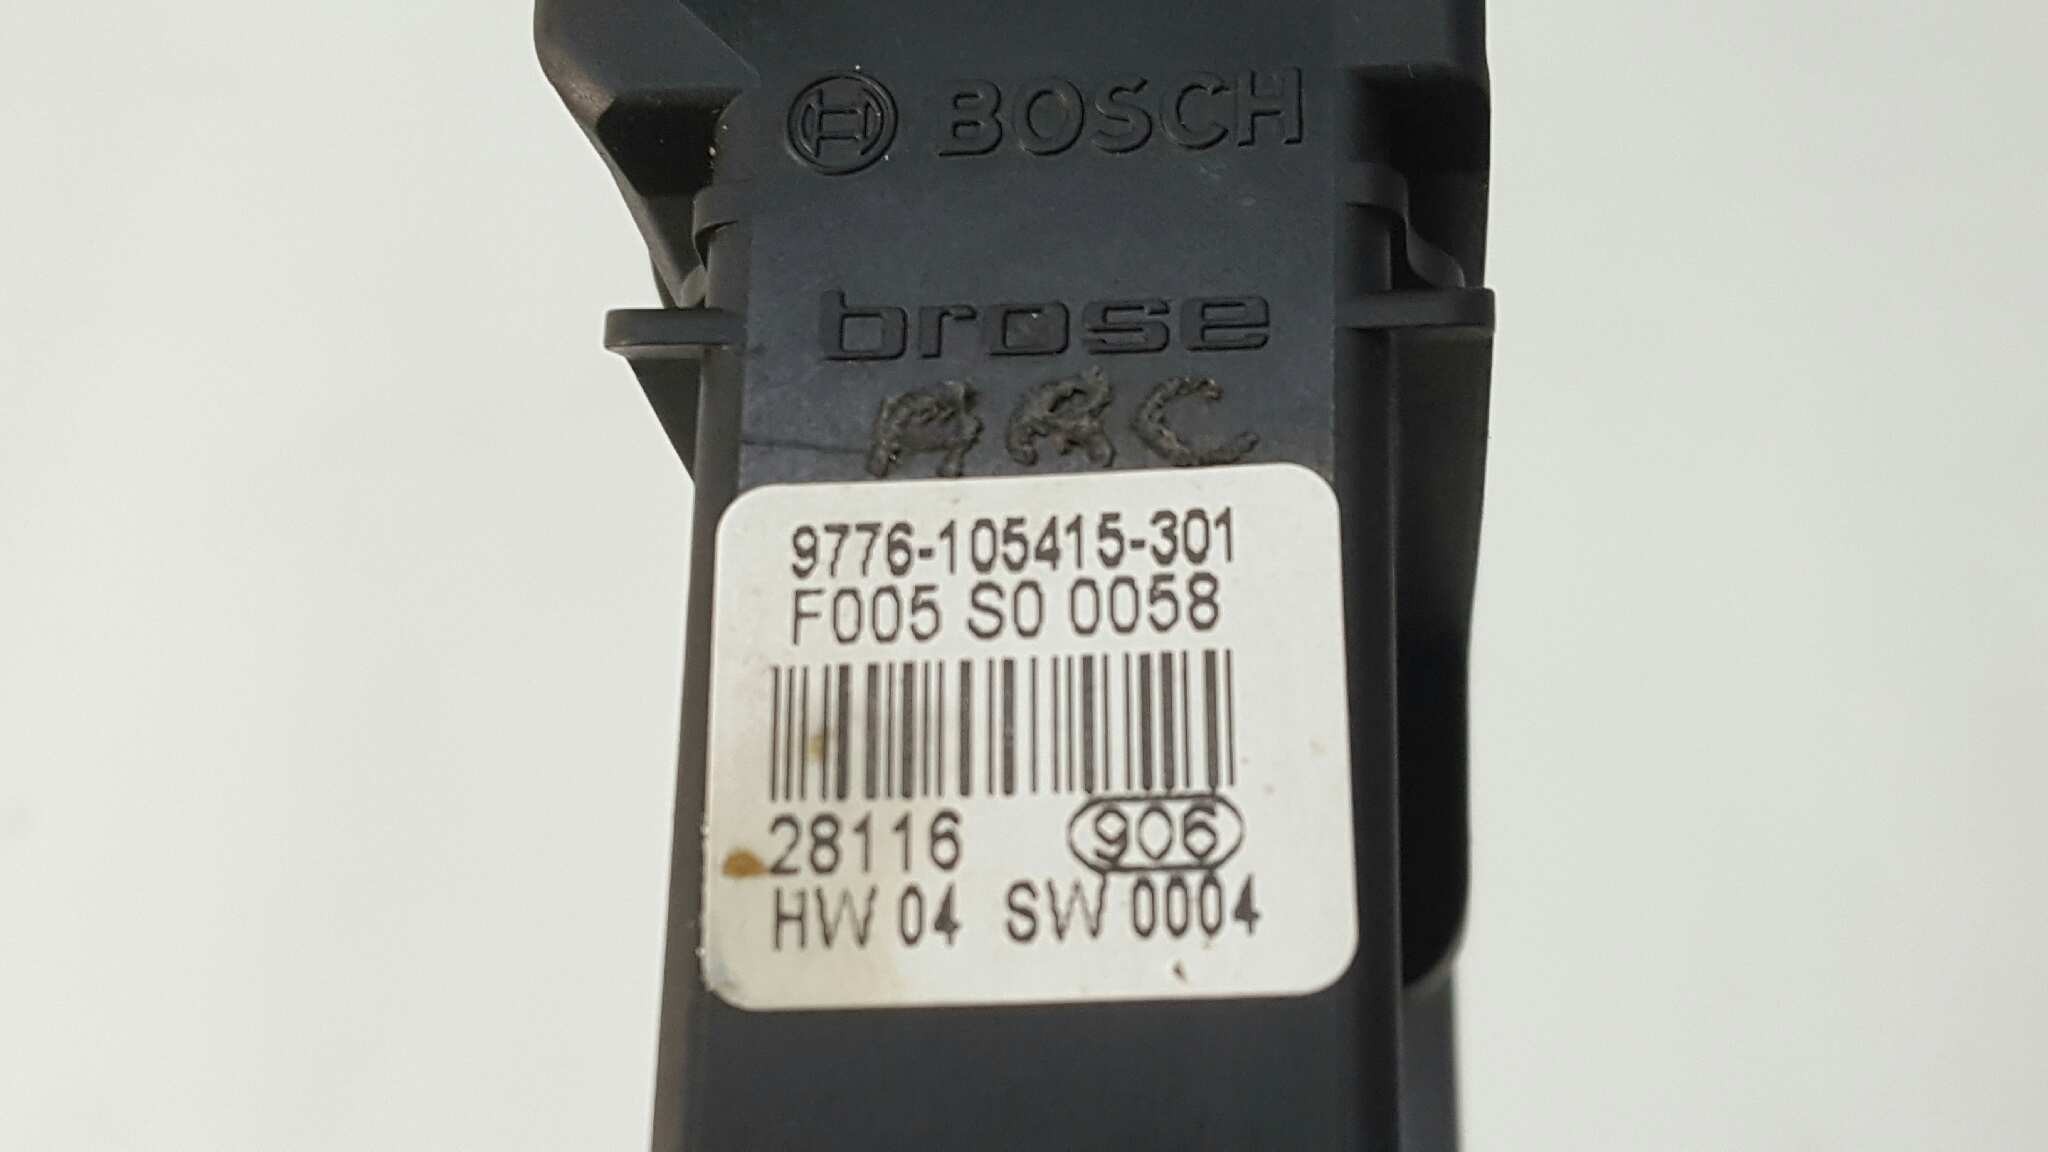 BOSCH
brose
ARC
9776-105415-301
F005 S0 0058
28116 906
HW 04 SW 0004